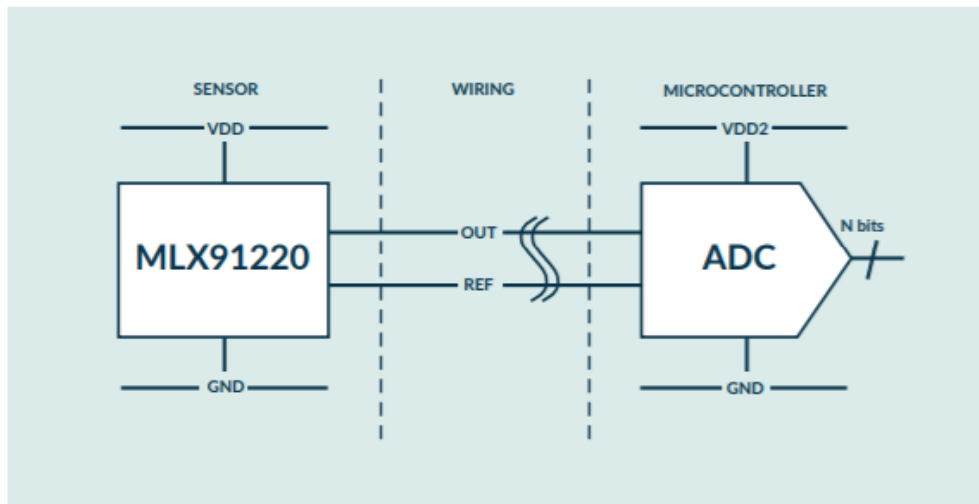 SENSOR
WIRING
MICROCONTROLLER
VDD
VDD2
MLX91220
OUT
REF
ADC
N bits
GND
GND